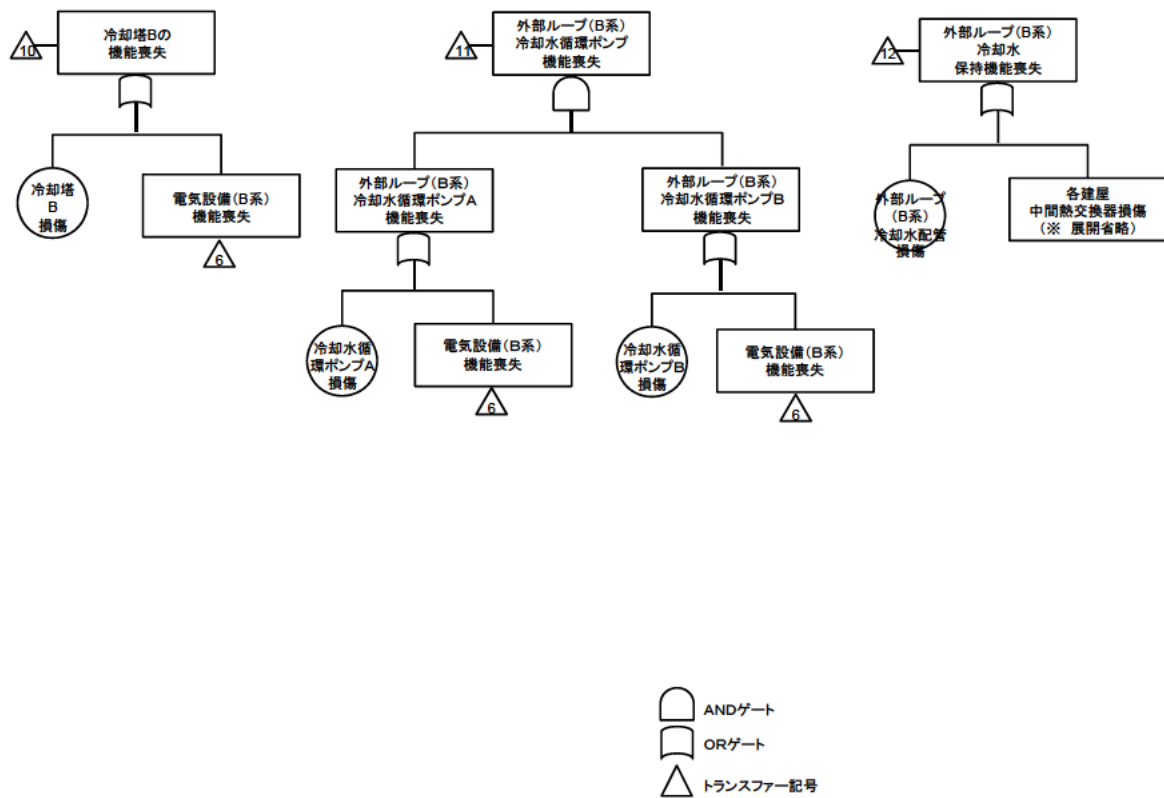 10
冷却塔Bの
機能喪失
冷却塔
B
損傷
電気設備(B系)
機能喪失
6
11
外部ループ(B系)
冷却水循環ポンプ
機能喪失
外部ループ(B系)
冷却水循環ポンプA
機能喪失
冷却水循
環ポンプA
損傷
電気設備(B系)
機能喪失
6
外部ループ(B系)
冷却水循環ポンプB
機能喪失
冷却水循
環ポンプB
損傷
電気設備(B系)
機能喪失
6
12
外部ループ(B系)
冷却水
保持機能喪失
外部ループ
(B系)
冷却水配管
損傷
各建屋
中間熱交換器損傷
(※ 展開省略)
ANDゲート
ORゲート
トランスファー記号